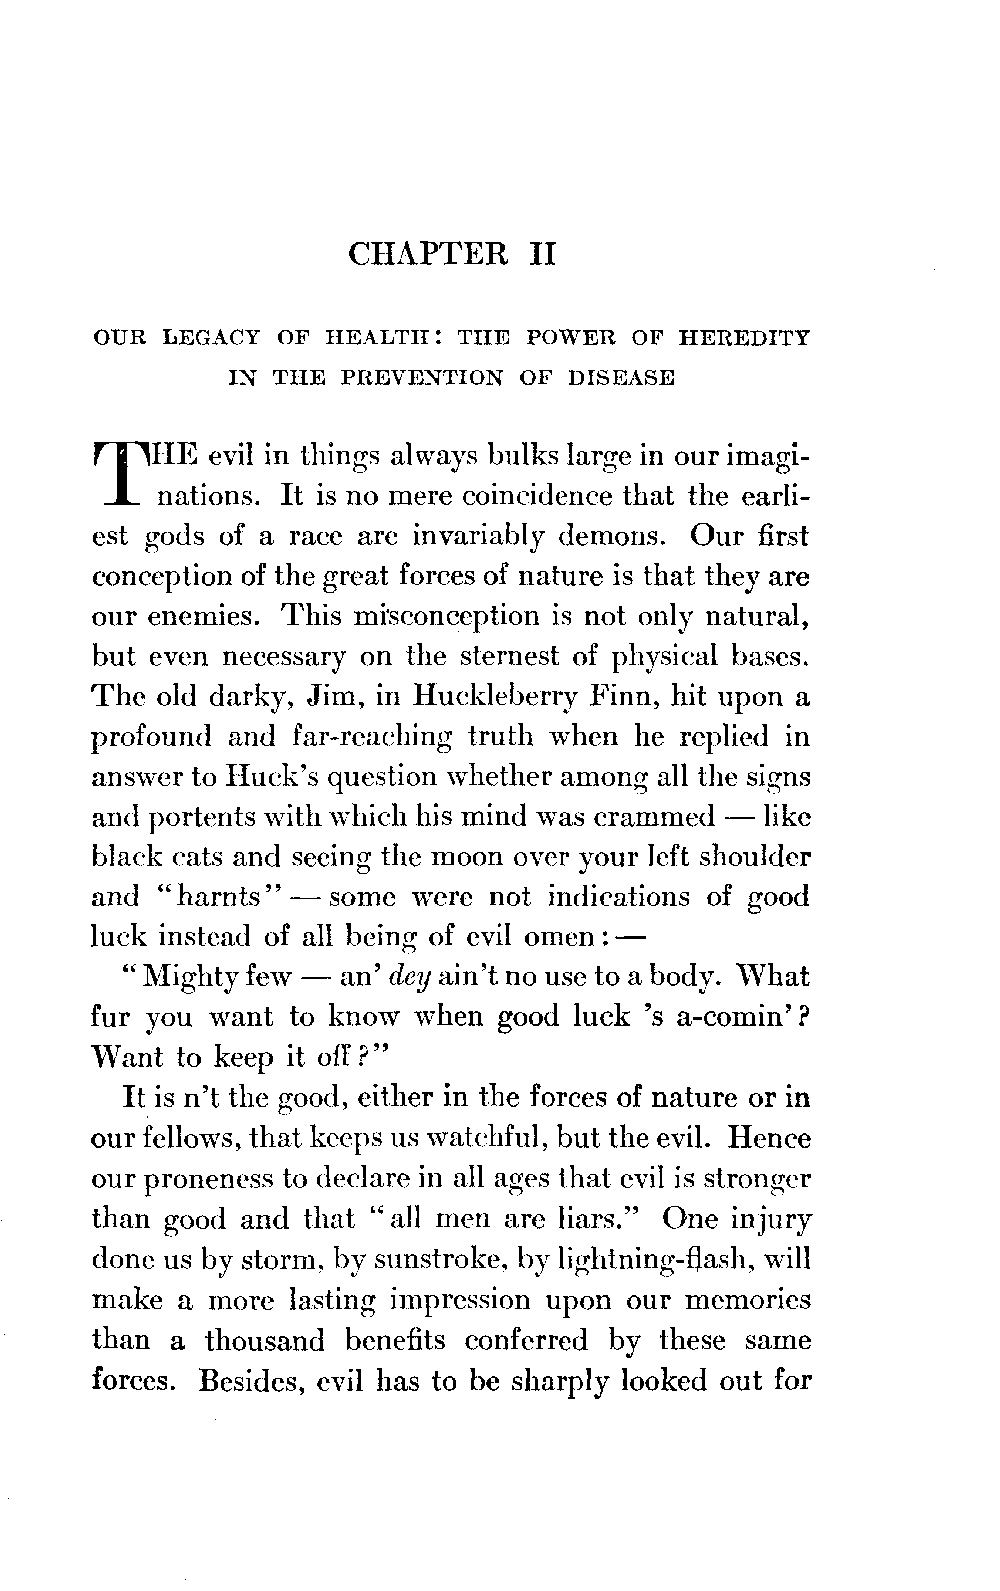 CHAPTER II
OUR LEGACY OF HEALTH: THE POWER OF HEREDITY
IN THE PREVENTION OF DISEASE
THE evil in things always bulks large in our imagi-
nations. It is no mere coincidence that the earli-
est gods of a race are invariably demons. Our first
conception of the great forces of nature is that they are
our enemies. This misconception is not only natural,
but even necessary on the sternest of physical bases.
The old darky, Jim, in Huckleberry Finn, hit upon a
profound and far-reaching truth when he replied in
answer to Huck's question whether among all the signs
and portents with which his mind was crammed — like
black cats and seeing the moon over your left shoulder
and "harnts" — some were not indications of good
luck instead of all being of evil omen: —
"Mighty few — an' dey ain't no use to a body. What
fur you want to know when good luck 's a-comin'?
Want to keep it off?"
It is n't the good, either in the forces of nature or in
our fellows, that keeps us watchful, but the evil. Hence
our proneness to declare in all ages that evil is stronger
than good and that "all men are liars." One injury
done us by storm, by sunstroke, by lightning-flash, will
make a more lasting impression upon our memories
than a thousand benefits conferred by these same
forces. Besides, evil has to be sharply looked out for